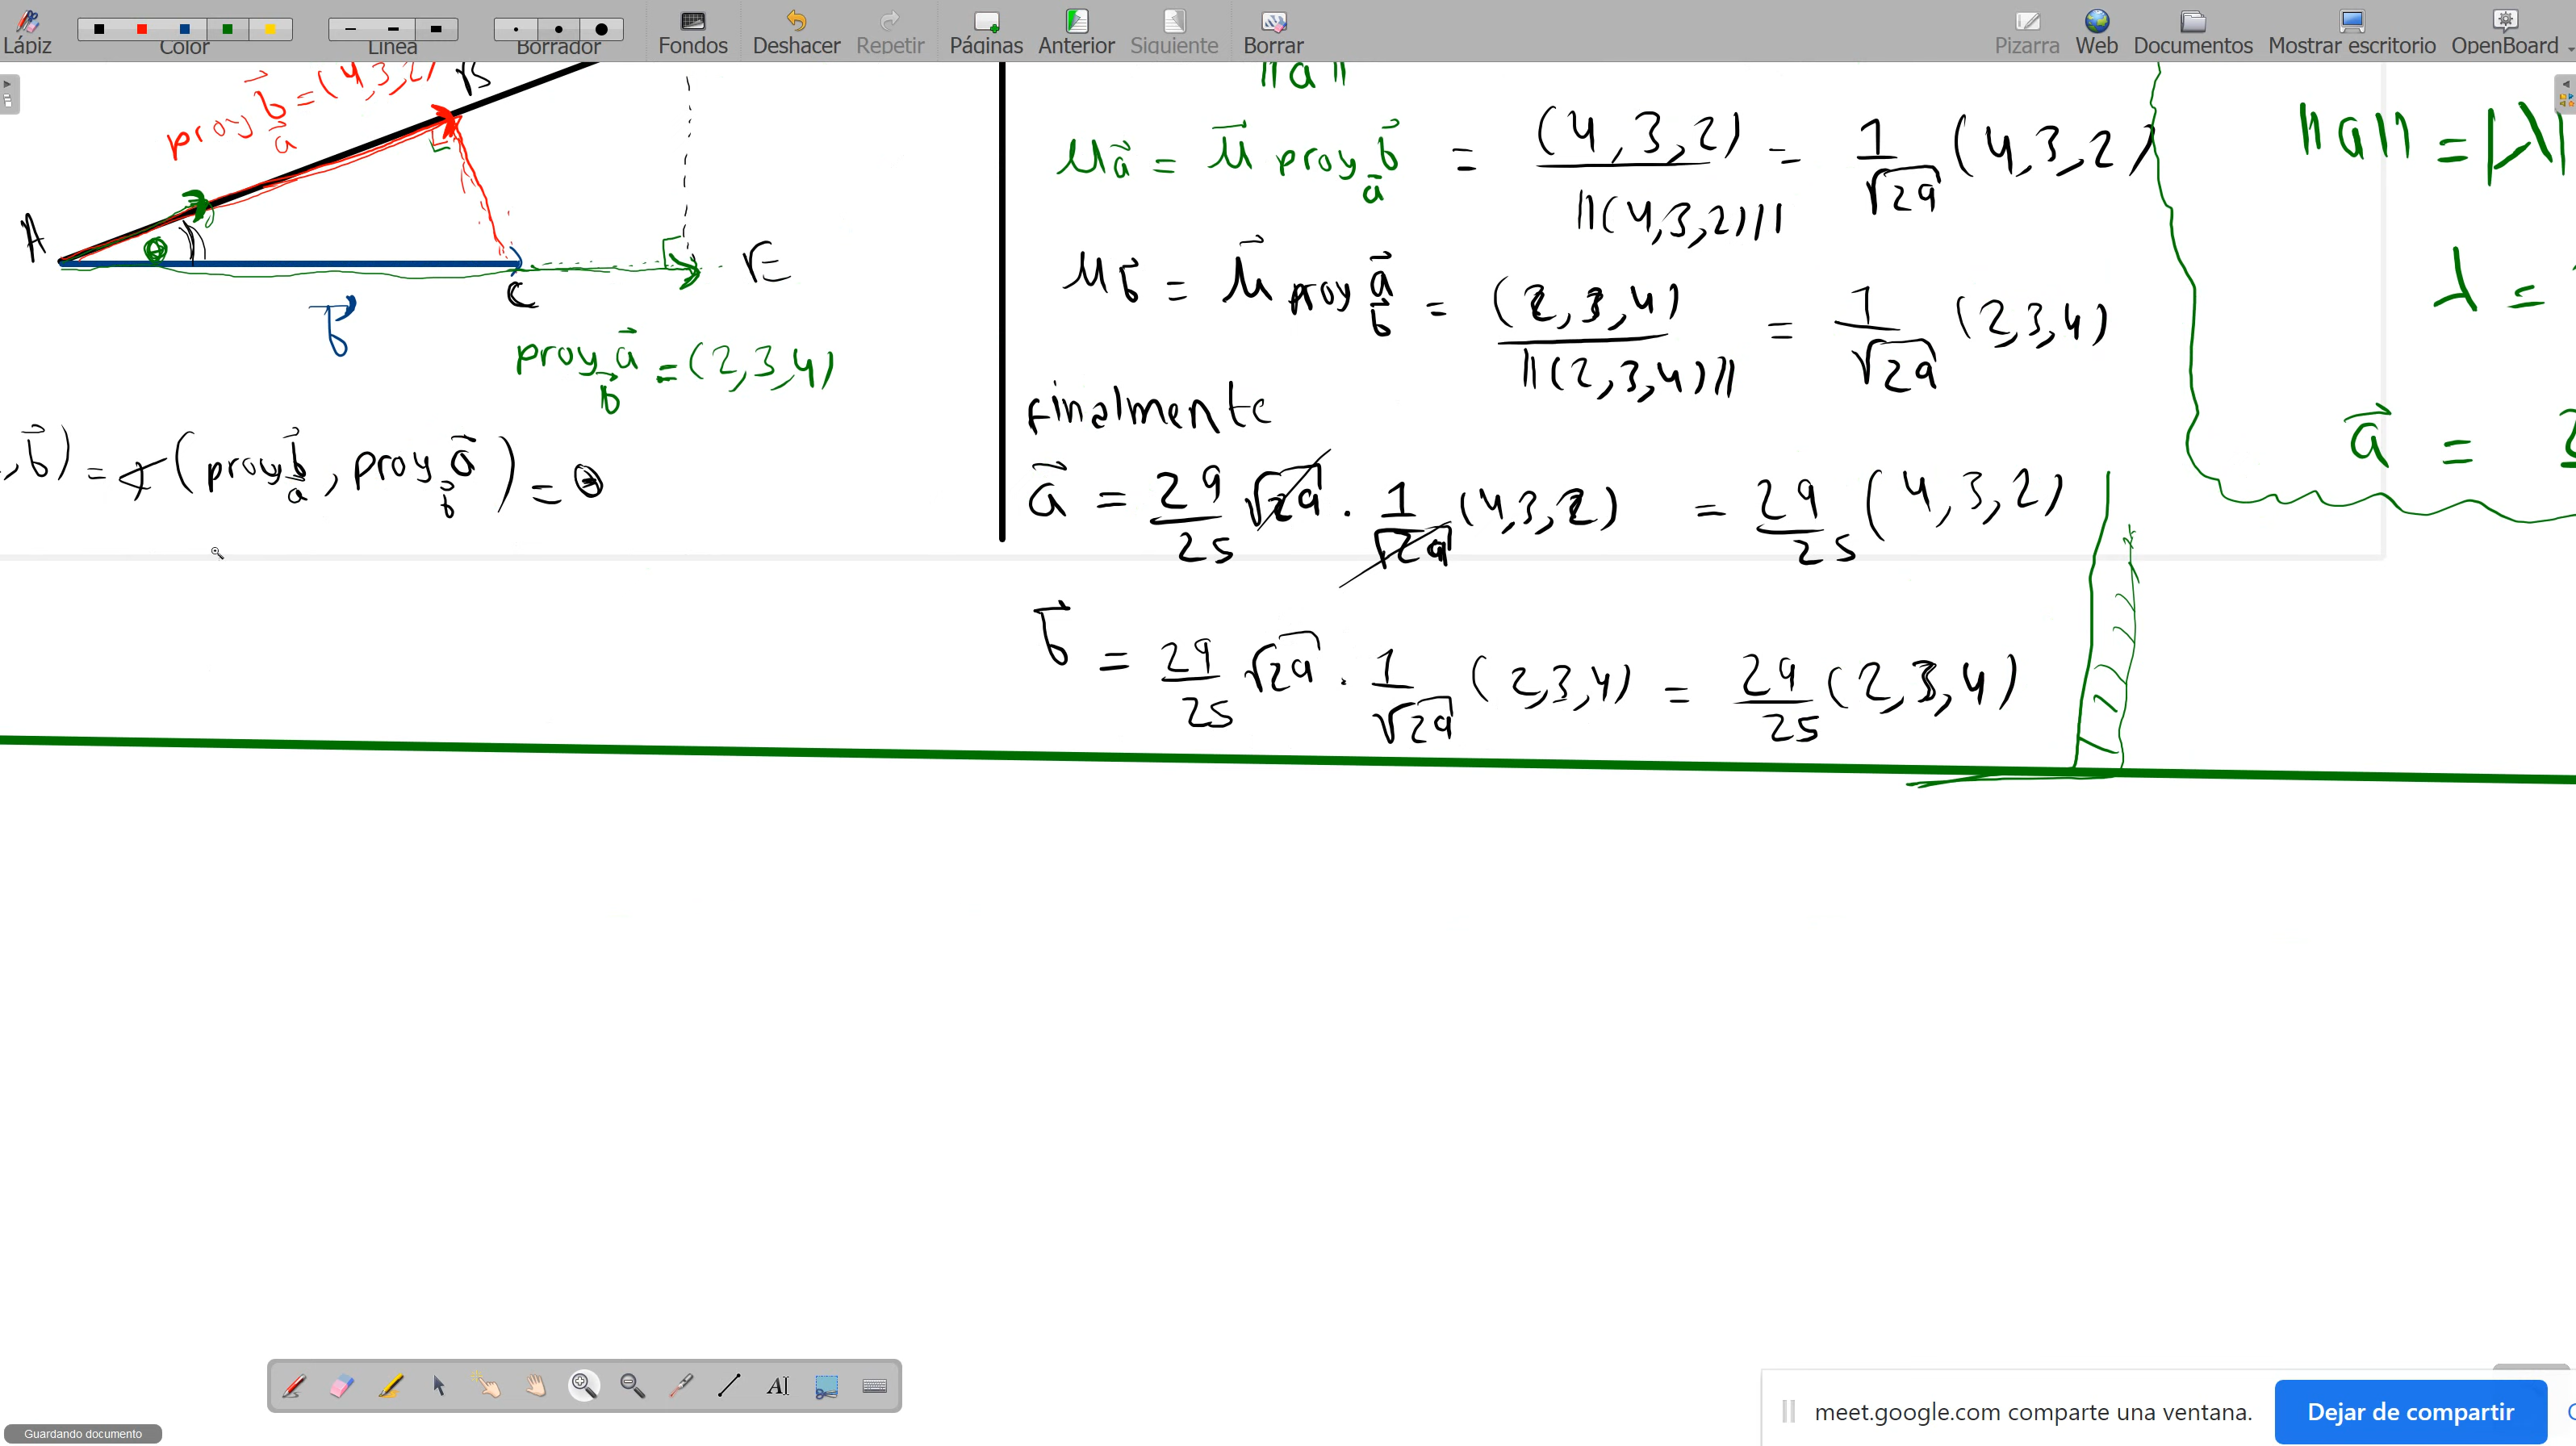 Lápiz Color Línea Borrador Fondos Deshacer Repetir Páginas Anterior Siguiente Borrar Pizarra Web Documentos Mostrar escritorio OpenBoard
proy b⃗ a⃗ = (4,3,2)
B
A
θ
C
E
b⃗
proy a⃗ b⃗ = (2,3,4)
, b⃗) = ∢(proy b⃗ a⃗, proy a⃗ b⃗) = θ
||a||
μa⃗ = μ⃗ proy b⃗ a⃗ = (4,3,2) / ||(4,3,2)|| = 1/√29 (4,3,2)
μb⃗ = μ⃗ proy a⃗ b⃗ = (2,3,4) / ||(2,3,4)|| = 1/√29 (2,3,4)
Finalmente
a⃗ = 29/25 √29 . 1/√29 (4,3,2) = 29/25 (4,3,2)
b⃗ = 29/25 √29 . 1/√29 (2,3,4) = 29/25 (2,3,4)
||a|| = |λ|
λ =
a⃗ =
meet.google.com comparte una ventana.
Dejar de compartir
Guardando documento